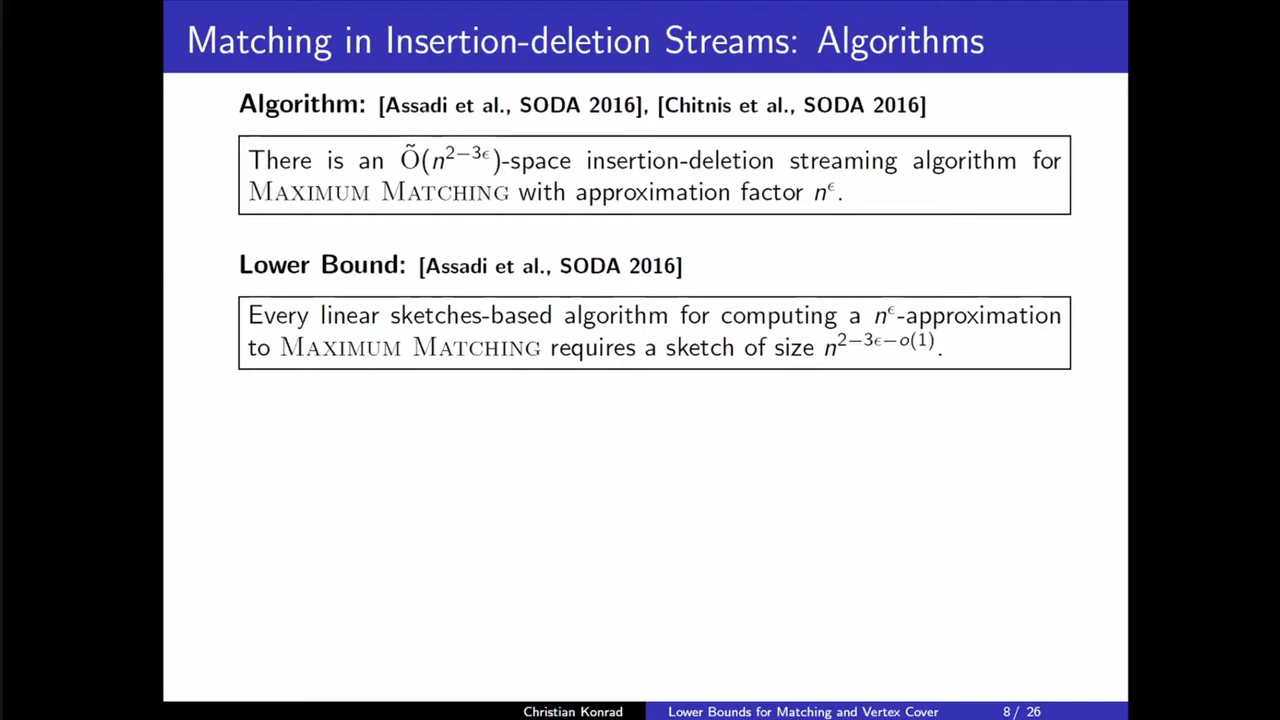 Matching in Insertion-deletion Streams: Algorithms
Algorithm: [Assadi et al., SODA 2016], [Chitnis et al., SODA 2016]
There is an Õ(n^{2−3ϵ})-space insertion-deletion streaming algorithm for
Maximum Matching with approximation factor n^ϵ.
Lower Bound: [Assadi et al., SODA 2016]
Every linear sketches-based algorithm for computing a n^ϵ-approximation
to Maximum Matching requires a sketch of size n^{2−3ϵ−o(1)}.
Christian Konrad Lower Bounds for Matching and Vertex Cover 8 / 26